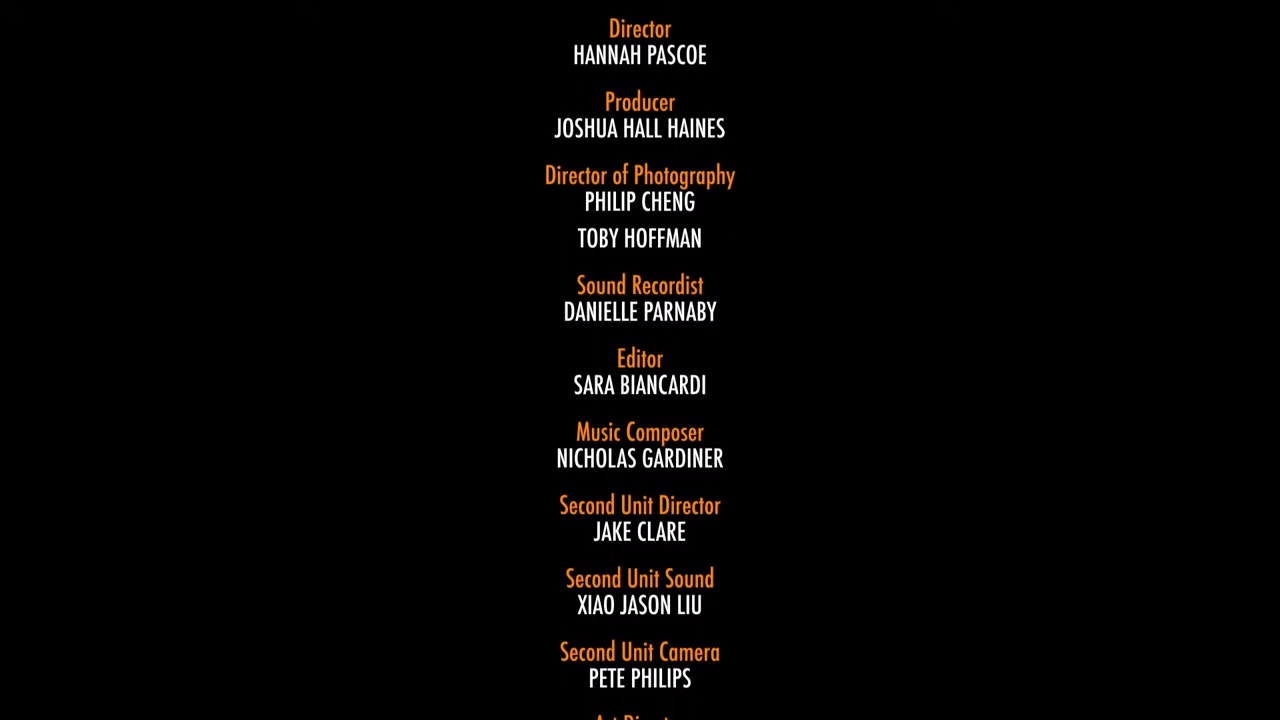 Director
HANNAH PASCOE
Producer
JOSHUA HALL HAINES
Director of Photography
PHILIP CHENG
TOBY HOFFMAN
Sound Recordist
DANIELLE PARNABY
Editor
SARA BIANCARDI
Music Composer
NICHOLAS GARDINER
Second Unit Director
JAKE CLARE
Second Unit Sound
XIAO JASON LIU
Second Unit Camera
PETE PHILIPS